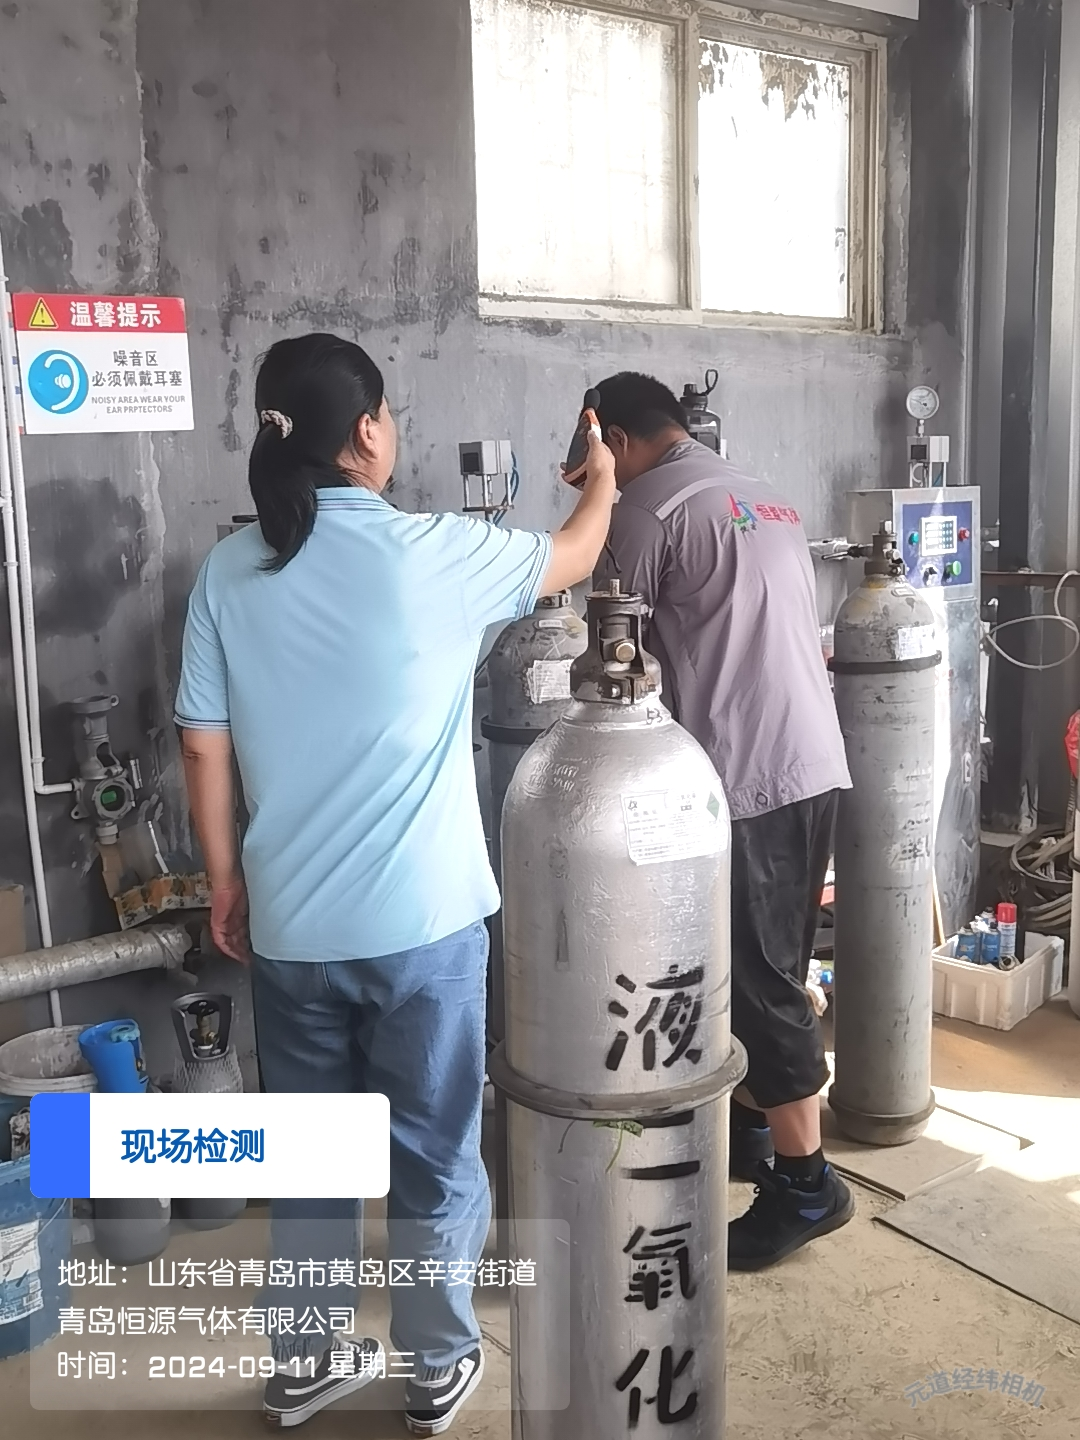 温馨提示
噪音区
必须佩戴耳塞
NOISY AREA WEAR YOUR
EAR PRPTECTORS
53
液
二
氧
化
现场检测
地址：山东省青岛市黄岛区辛安街道
青岛恒源气体有限公司
时间：2024-09-11 星期三
元道经纬相机